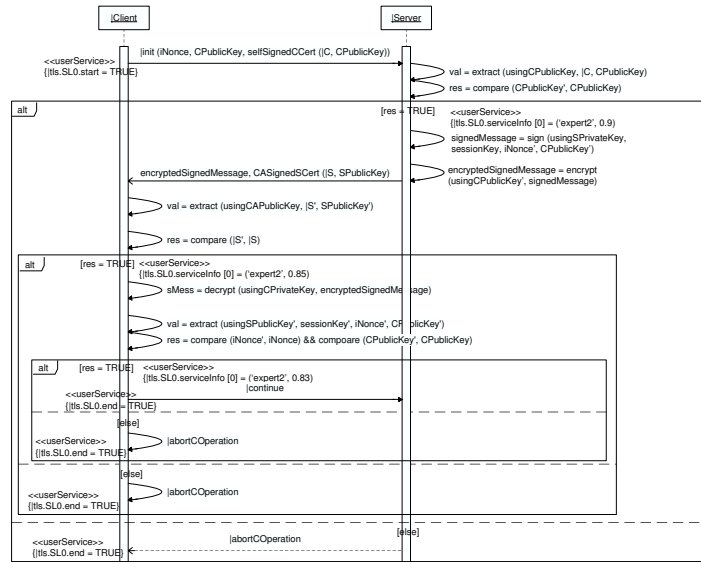 |Client
|Server
|init (iNonce, CPublicKey, selfSignedCCert (|C, CPublicKey))
<<userService>>
{|tls.SL0.start = TRUE}
val = extract (usingCPublicKey, |C, CPublicKey)
res = compare (CPublicKey', CPublicKey)
alt
[res = TRUE]
<<userService>>
{|tls.SL0.serviceInfo [0] = ('expert2', 0.9)
signedMessage = sign (usingSPrivateKey,
sessionKey, iNonce', CPublicKey')
encryptedSignedMessage, CASignedSCert (|S, SPublicKey)
encryptedSignedMessage = encrypt
(usingCPublicKey', signedMessage)
val = extract (usingCAPublicKey, |S', SPublicKey')
res = compare (|S', |S)
alt
[res = TRUE]
<<userService>>
{|tls.SL0.serviceInfo [0] = ('expert2', 0.85)
sMess = decrypt (usingCPrivateKey, encryptedSignedMessage)
val = extract (usingSPublicKey', sessionKey', iNonce', CPublicKey')
res = compare (iNonce', iNonce) && compoare (CPublicKey', CPublicKey)
alt
[res = TRUE]
<<userService>>
{|tls.SL0.serviceInfo [0] = ('expert2', 0.83)
|continue
<<userService>>
{|tls.SL0.end = TRUE}
[else]
<<userService>>
{|tls.SL0.end = TRUE}
|abortCOperation
[else]
<<userService>>
{|tls.SL0.end = TRUE}
|abortCOperation
[else]
<<userService>>
{|tls.SL0.end = TRUE}
|abortCOperation